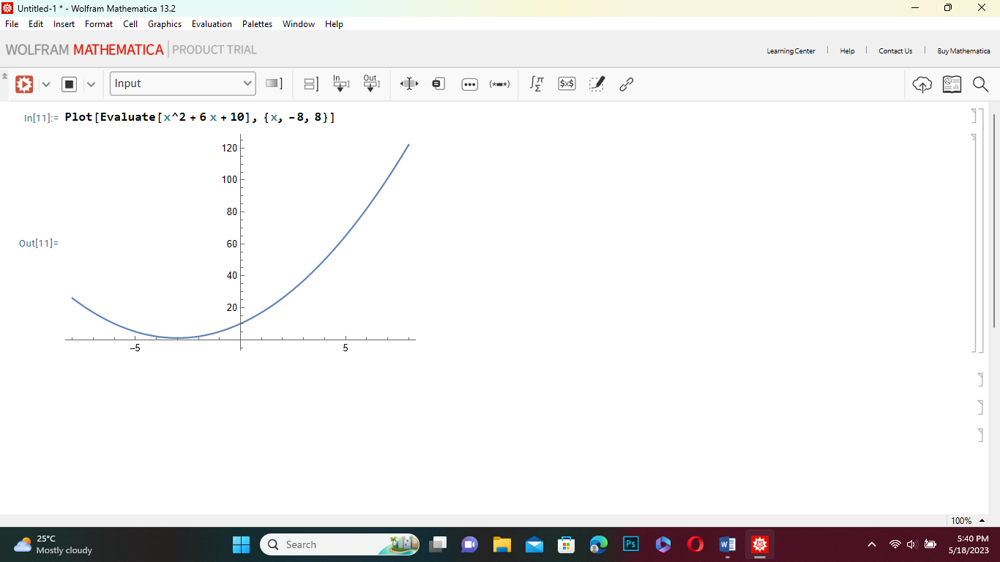 Untitled-1 * - Wolfram Mathematica 13.2
File Edit Insert Format Cell Graphics Evaluation Palettes Window Help
WOLFRAM MATHEMATICA PRODUCT TRIAL
Learning Center | Help | Contact Us | Buy Mathematica
Input
In
Out
$x$
In[11]:= Plot[Evaluate[x^2 + 6 x + 10], {x, -8, 8}]
Out[11]=
120
100
80
60
40
20
-5
5
100%
25°C
Mostly cloudy
Search
Ps
W
5:40 PM
5/18/2023